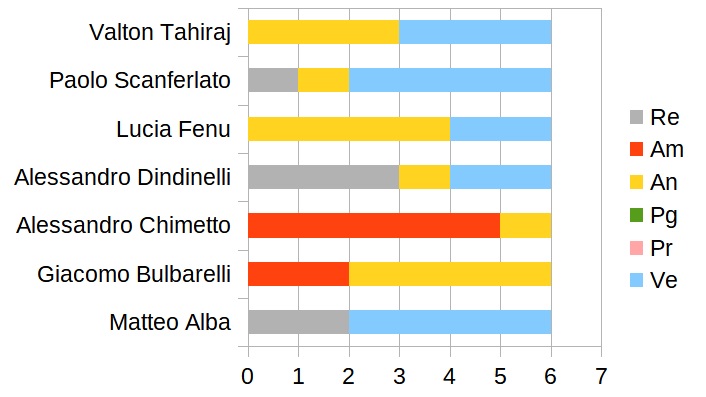 Valton Tahiraj
Paolo Scanferlato
Lucia Fenu
Alessandro Dindinelli
Alessandro Chimetto
Giacomo Bulbarelli
Matteo Alba
0 1 2 3 4 5 6 7
Re
Am
An
Pg
Pr
Ve